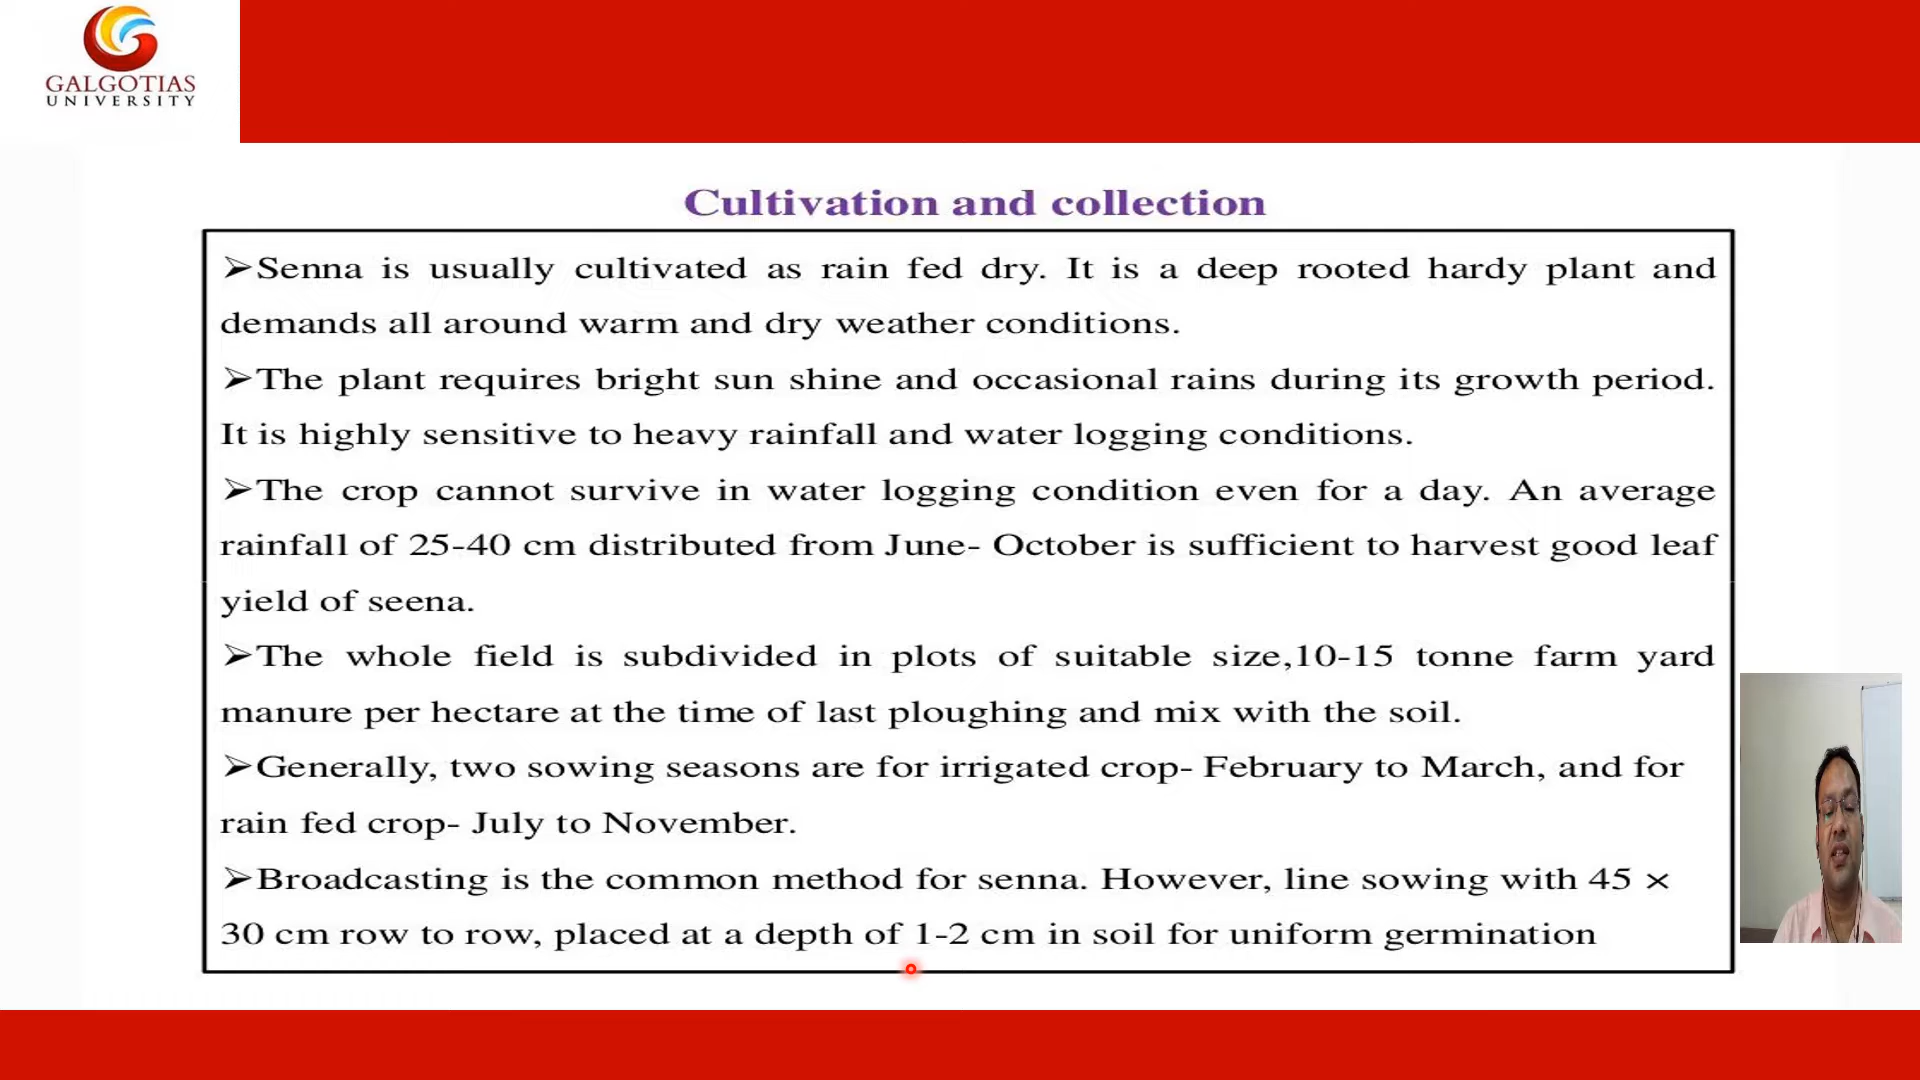 GALGOTIAS
UNIVERSITY
Cultivation and collection
➢Senna is usually cultivated as rain fed dry. It is a deep rooted hardy plant and
demands all around warm and dry weather conditions.
➢The plant requires bright sun shine and occasional rains during its growth period.
It is highly sensitive to heavy rainfall and water logging conditions.
➢The crop cannot survive in water logging condition even for a day. An average
rainfall of 25-40 cm distributed from June- October is sufficient to harvest good leaf
yield of seena.
➢The whole field is subdivided in plots of suitable size,10-15 tonne farm yard
manure per hectare at the time of last ploughing and mix with the soil.
➢Generally, two sowing seasons are for irrigated crop- February to March, and for
rain fed crop- July to November.
➢Broadcasting is the common method for senna. However, line sowing with 45 ×
30 cm row to row, placed at a depth of 1-2 cm in soil for uniform germination